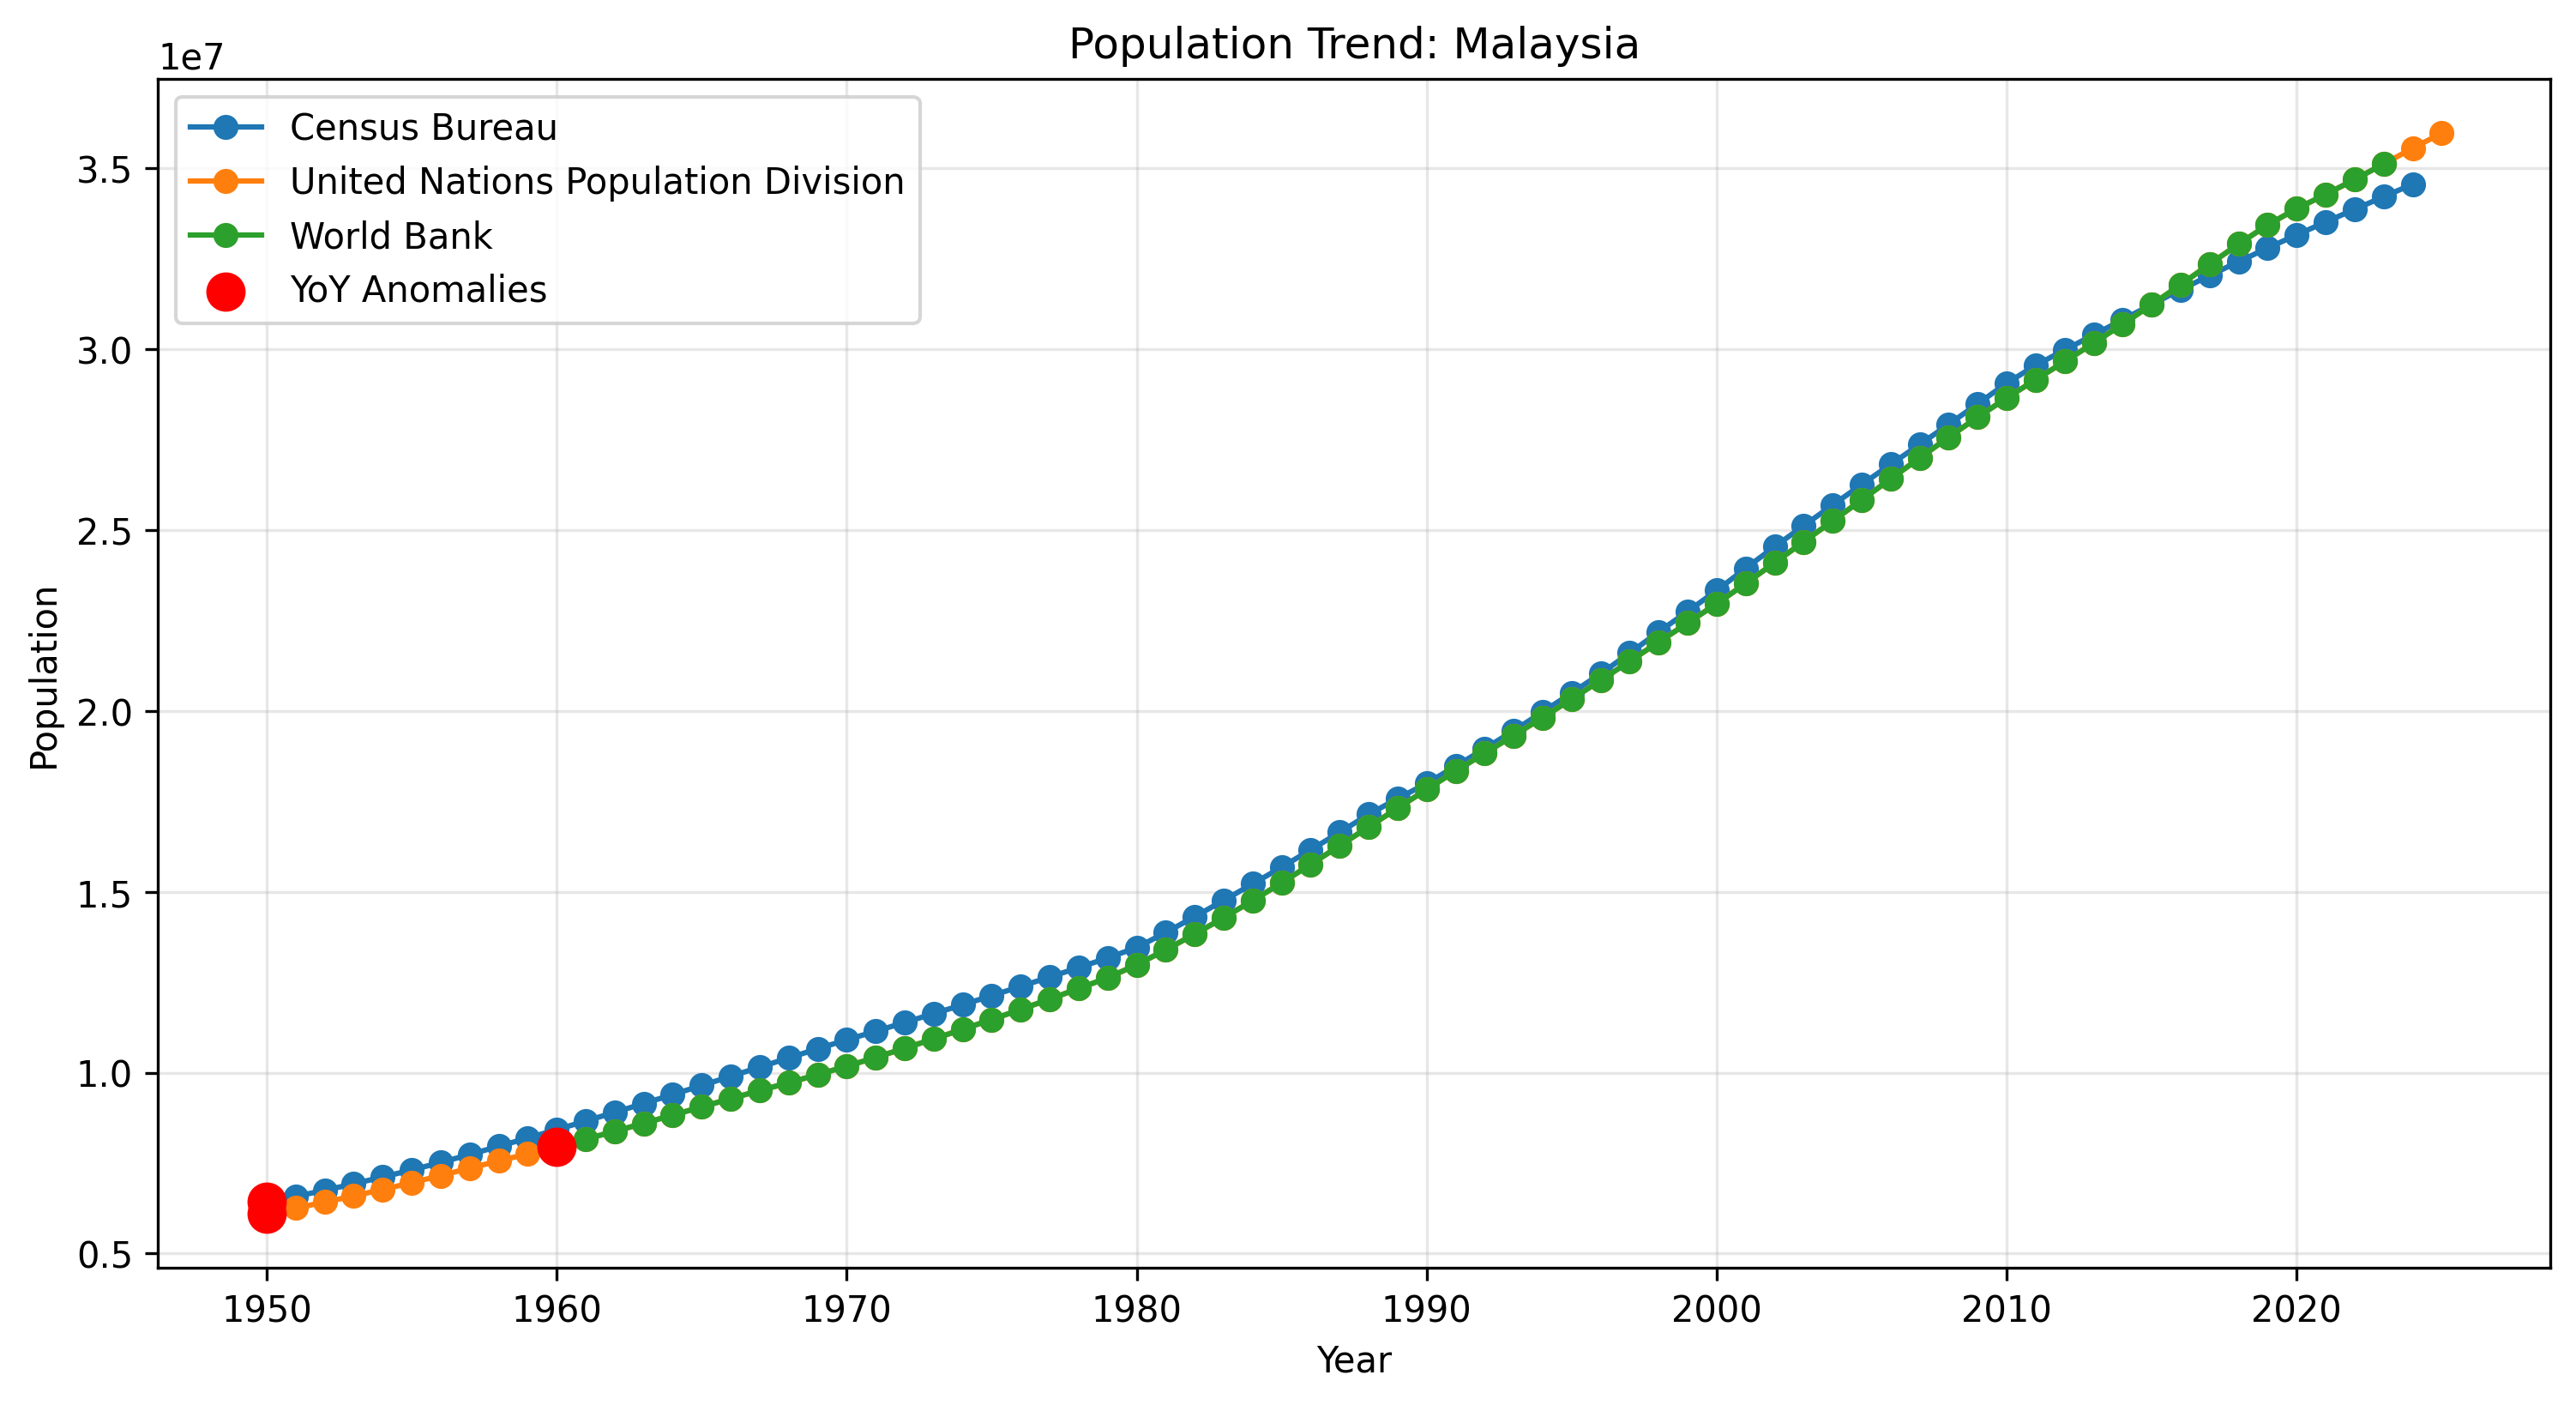 Population Trend: Malaysia
1e7
Census Bureau
United Nations Population Division
World Bank
YoY Anomalies
3.5
3.0
2.5
2.0
1.5
1.0
0.5
Population
1950 1960 1970 1980 1990 2000 2010 2020
Year